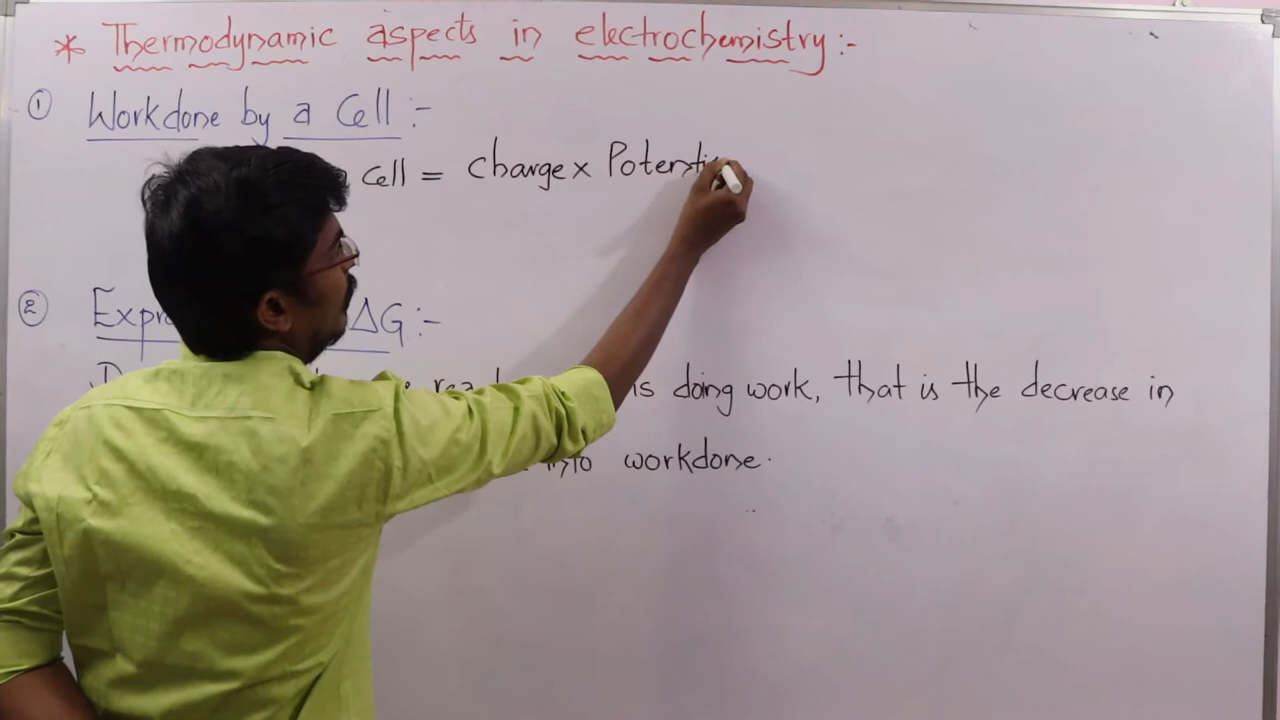 * Thermodynamic aspects in electrochemistry:-
① Workdone by a Cell :-
Cell = Charge x Potenti
② Expr ΔG :-
is doing work, that is the decrease in
into workdone.